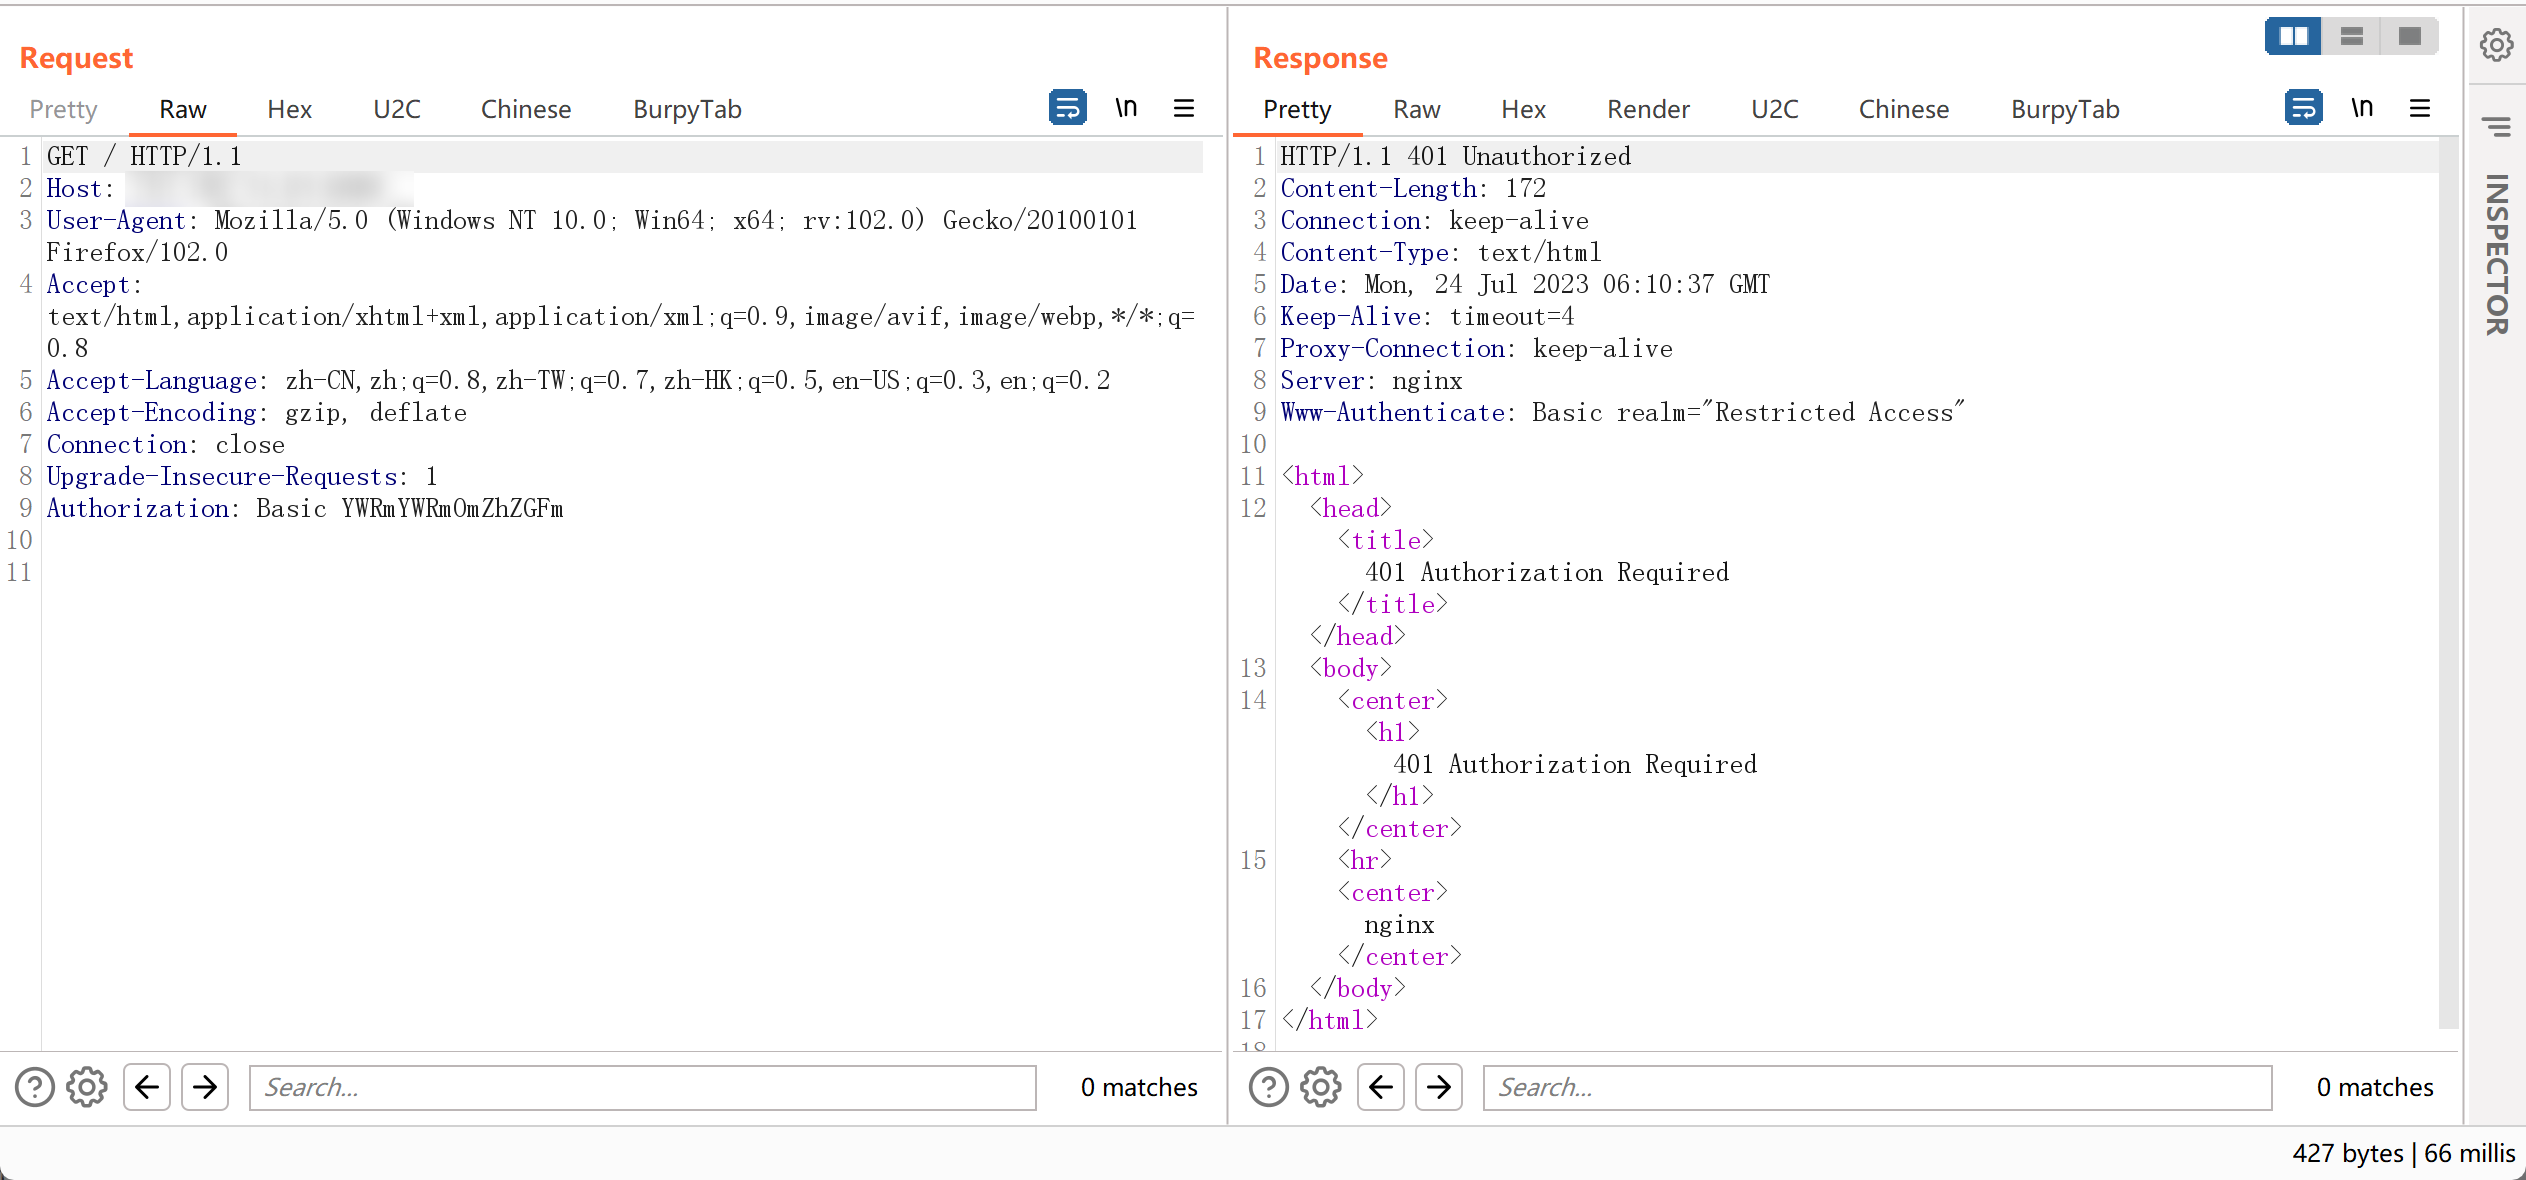 Request
Pretty Raw Hex U2C Chinese BurpyTab \n
1 GET / HTTP/1.1
2 Host:
3 User-Agent: Mozilla/5.0 (Windows NT 10.0; Win64; x64; rv:102.0) Gecko/20100101
Firefox/102.0
4 Accept:
text/html,application/xhtml+xml,application/xml;q=0.9,image/avif,image/webp,*/*;q=
0.8
5 Accept-Language: zh-CN,zh;q=0.8,zh-TW;q=0.7,zh-HK;q=0.5,en-US;q=0.3,en;q=0.2
6 Accept-Encoding: gzip, deflate
7 Connection: close
8 Upgrade-Insecure-Requests: 1
9 Authorization: Basic YWRmYWRmOmZhZGFm
10
11
Search...
0 matches
Response
Pretty Raw Hex Render U2C Chinese BurpyTab \n
1 HTTP/1.1 401 Unauthorized
2 Content-Length: 172
3 Connection: keep-alive
4 Content-Type: text/html
5 Date: Mon, 24 Jul 2023 06:10:37 GMT
6 Keep-Alive: timeout=4
7 Proxy-Connection: keep-alive
8 Server: nginx
9 Www-Authenticate: Basic realm="Restricted Access"
10
11 <html>
12 <head>
<title>
401 Authorization Required
</title>
</head>
13 <body>
14 <center>
<h1>
401 Authorization Required
</h1>
</center>
15 <hr>
<center>
nginx
</center>
16 </body>
17 </html>
18
Search...
0 matches
INSPECTOR
427 bytes | 66 millis